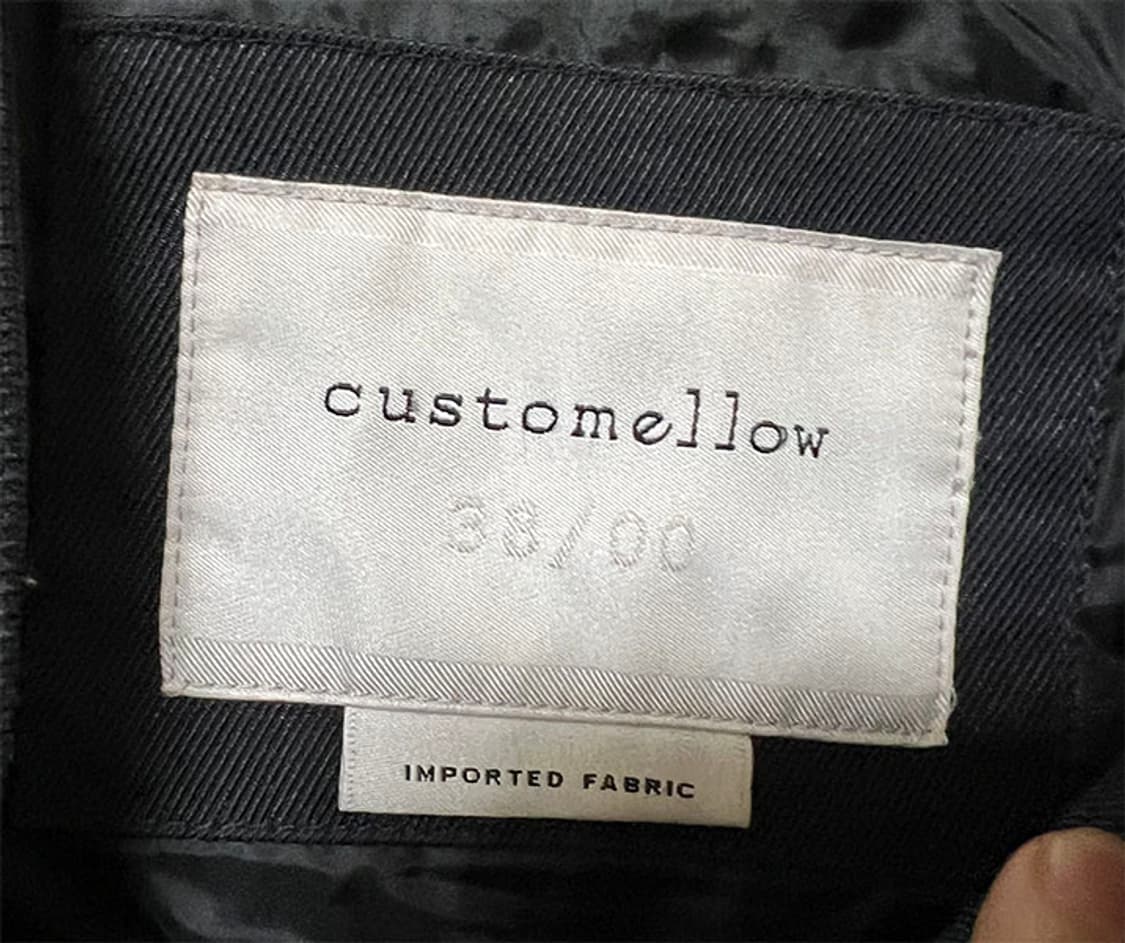 customellow
38/00
IMPORTED FABRIC